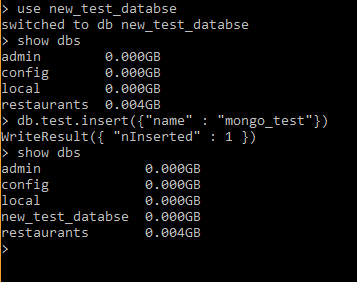 > use new_test_databse
switched to db new_test_databse
> show dbs
admin        0.000GB
config       0.000GB
local        0.000GB
restaurants  0.004GB
> db.test.insert({"name" : "mongo_test"})
WriteResult({ "nInserted" : 1 })
> show dbs
admin             0.000GB
config            0.000GB
local             0.000GB
new_test_databse  0.000GB
restaurants       0.004GB
>